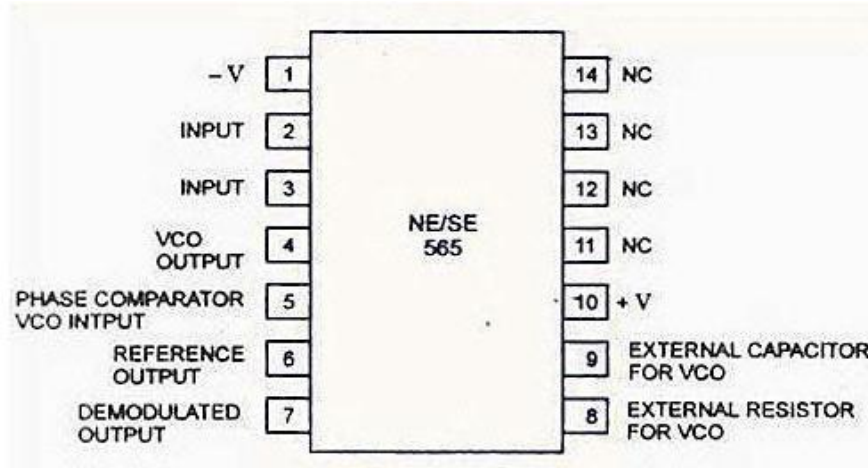 – V 1
INPUT 2
INPUT 3
VCO
OUTPUT 4
PHASE COMPARATOR
VCO INTPUT 5
REFERENCE
OUTPUT 6
DEMODULATED
OUTPUT 7
NE/SE
565
14 NC
13 NC
12 NC
11 NC
10 + V
9 EXTERNAL CAPACITOR
FOR VCO
8 EXTERNAL RESISTOR
FOR VCO